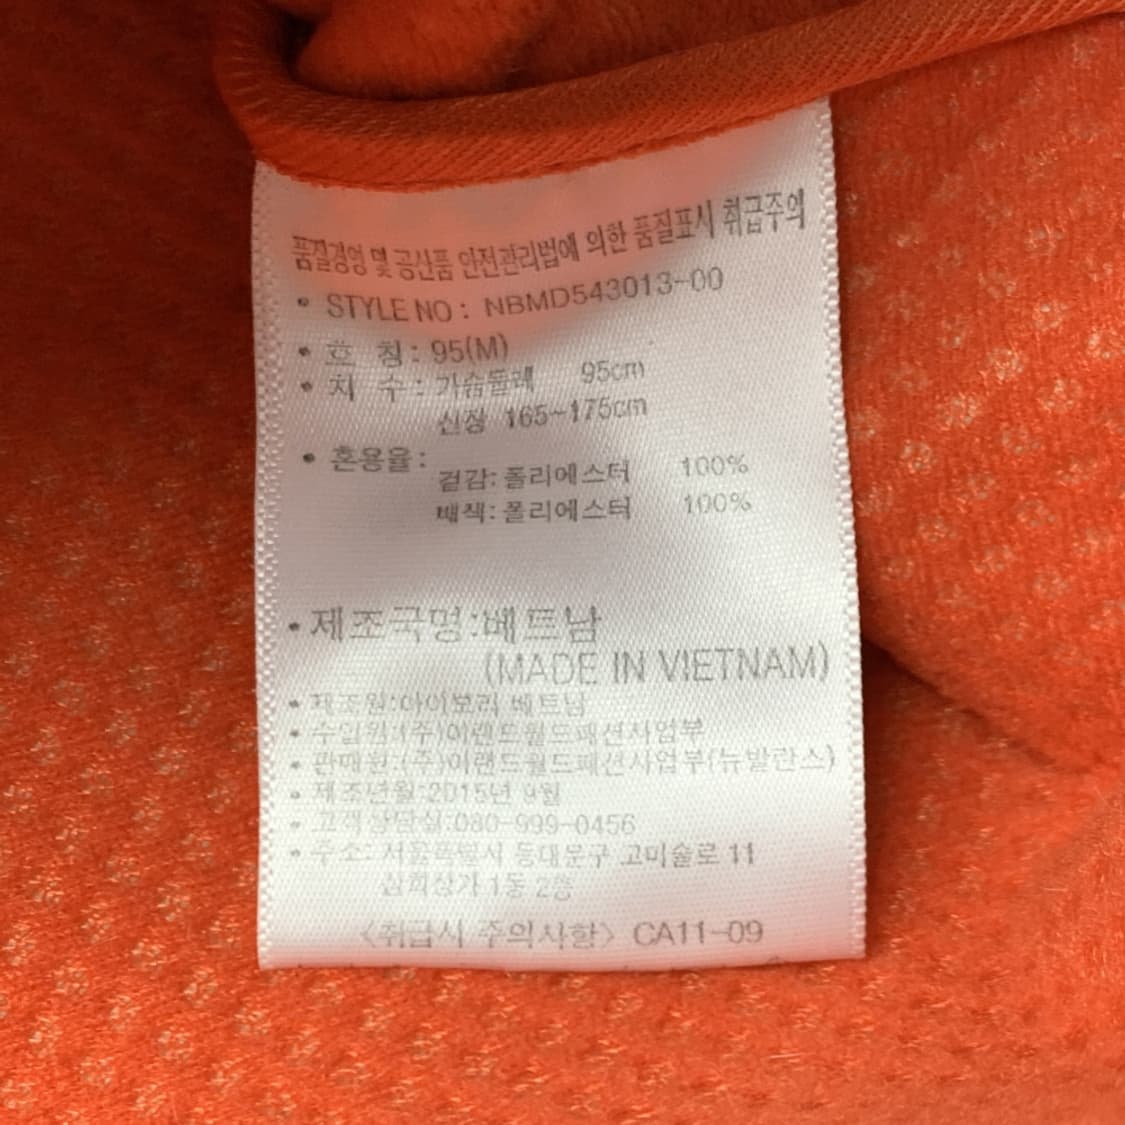 품질경영 및 공산품 안전관리법에 의한 품질표시 취급주의
• STYLE NO : NBMD543013-00
• 호 칭 : 95(M)
• 치 수 : 가슴둘레 95cm
신장 165~175cm
• 혼용율 :
겉감: 폴리에스터 100%
배색: 폴리에스터 100%
• 제조국명:베트남
(MADE IN VIETNAM)
• 제조원:아이보리 베트남
• 수입원:(주)이랜드월드패션사업부
• 판매원:(주)이랜드월드패션사업부(뉴발란스)
• 제조년월:2015년 9월
• 고객상담실:080-999-0456
• 주소: 서울특별시 동대문구 고미술로 11
삼희상가 1동 2층
<취급시 주의사항> CA11-09